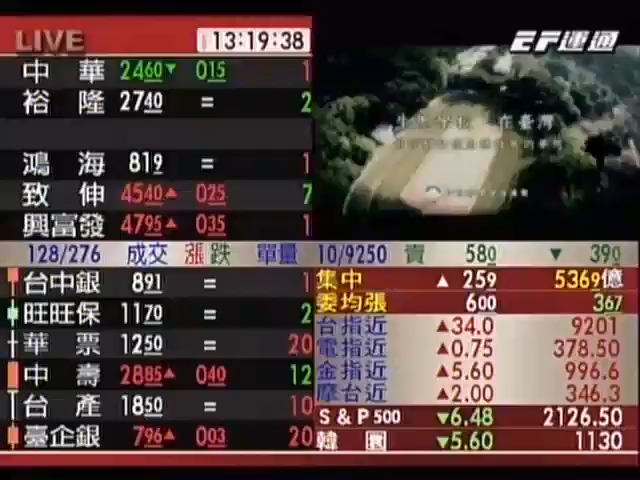 LIVE 13:19:38 EF運通
中華 2460▼ 015 1
裕隆 2740 = 2
鴻海 819 = 1
致伸 4540▲ 025 7
興富發 4795▲ 035 1
128/276 成交 漲跌 單量
台中銀 891 = 1
旺旺保 1170 = 2
華票 1250 = 20
中壽 2885▲ 040 12
台產 1850 = 10
臺企銀 796▲ 003 20
在臺灣
10/9250 賣 580 ▼ 390
集中 ▲ 259 5369億
委均張 600 367
台指近 ▲34.0 9201
電指近 ▲0.75 378.50
金指近 ▲5.60 996.6
摩台近 ▲2.00 346.3
S&P500 ▼6.48 2126.50
韓圜 ▼5.60 1130